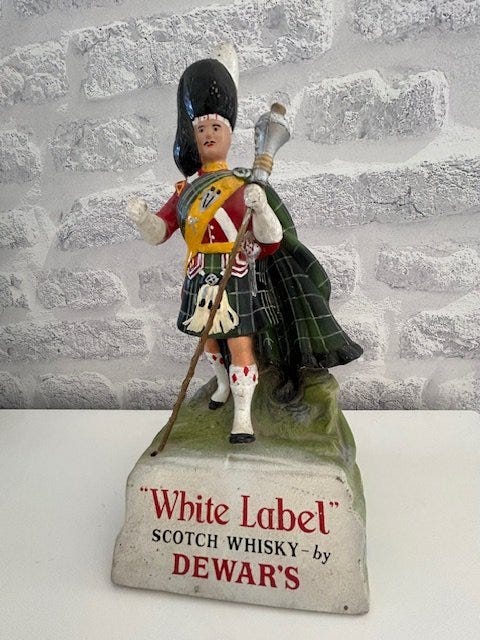 "White Label"
SCOTCH WHISKY-by
DEWAR'S